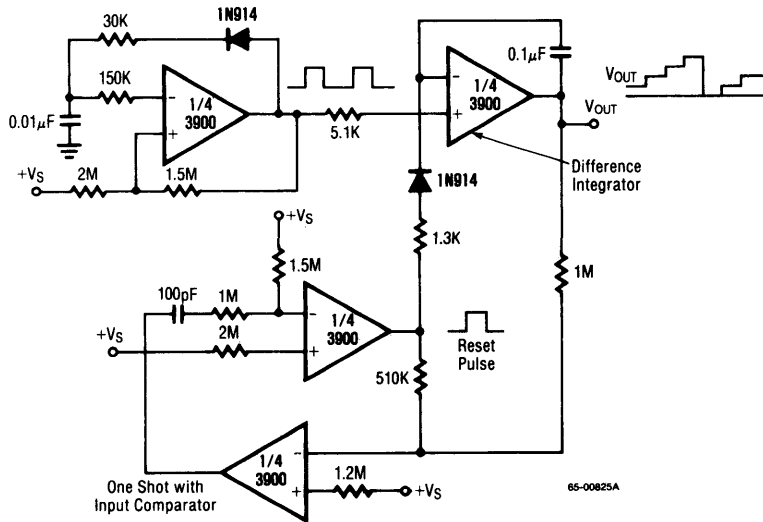 1N914
30K
150K
0.01µF
–
+
1/4
3900
+VS
2M
1.5M
5.1K
–
+
1/4
3900
0.1µF
VOUT
VOUT
Difference
Integrator
1N914
1.3K
1M
+VS
1.5M
100pF
1M
+VS
2M
–
+
1/4
3900
Reset
Pulse
510K
1/4
3900
–
+
1.2M
+VS
One Shot with
Input Comparator
65-00825A